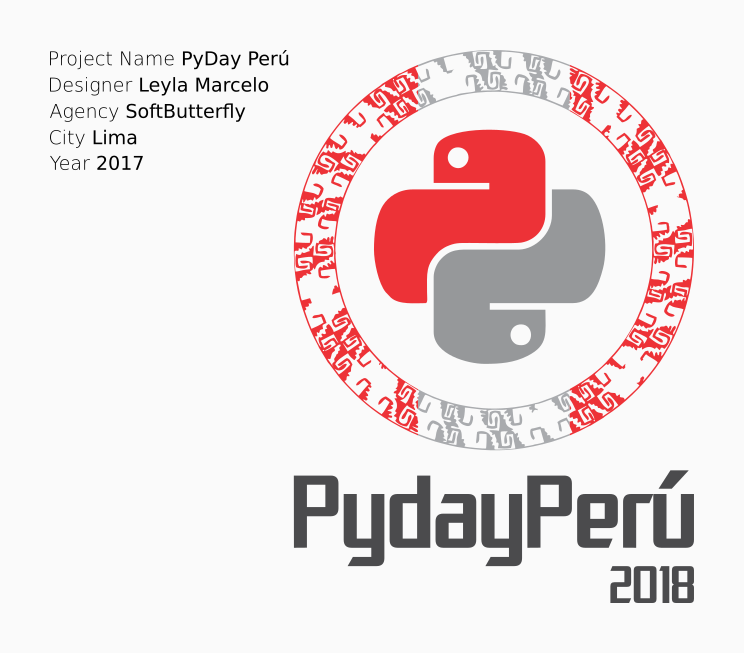 Project Name PyDay Perú
Designer Leyla Marcelo
Agency SoftButterfly
City Lima
Year 2017
PydayPerú
2018